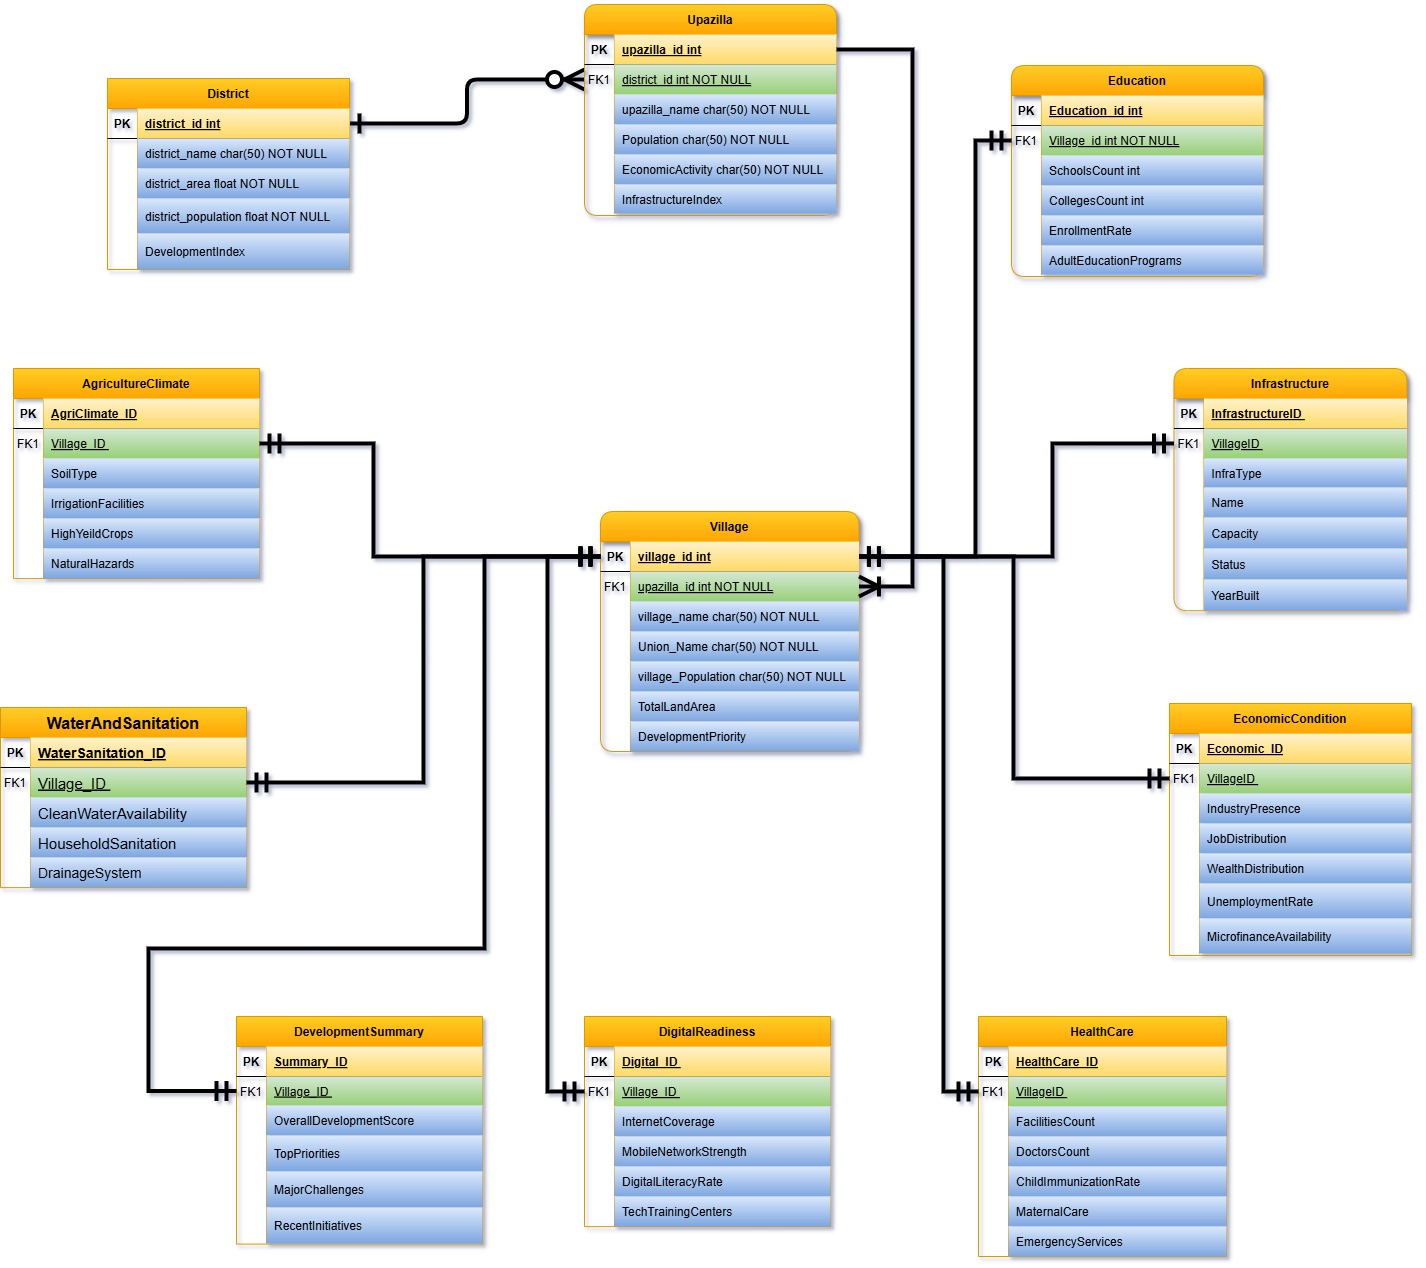 Upazilla
PK upazilla_id int
FK1 district_id int NOT NULL
upazilla_name char(50) NOT NULL
Population char(50) NOT NULL
EconomicActivity char(50) NOT NULL
InfrastructureIndex
District
PK district_id int
district_name char(50) NOT NULL
district_area float NOT NULL
district_population float NOT NULL
DevelopmentIndex
Education
PK Education_id int
FK1 Village_id int NOT NULL
SchoolsCount int
CollegesCount int
EnrollmentRate
AdultEducationPrograms
AgricultureClimate
PK AgriClimate_ID
FK1 Village_ID
SoilType
IrrigationFacilities
HighYeildCrops
NaturalHazards
Infrastructure
PK InfrastructureID
FK1 VillageID
InfraType
Name
Capacity
Status
YearBuilt
Village
PK village_id int
FK1 upazilla_id int NOT NULL
village_name char(50) NOT NULL
Union_Name char(50) NOT NULL
village_Population char(50) NOT NULL
TotalLandArea
DevelopmentPriority
WaterAndSanitation
PK WaterSanitation_ID
FK1 Village_ID
CleanWaterAvailability
HouseholdSanitation
DrainageSystem
EconomicCondition
PK Economic_ID
FK1 VillageID
IndustryPresence
JobDistribution
WealthDistribution
UnemploymentRate
MicrofinanceAvailability
DevelopmentSummary
PK Summary_ID
FK1 Village_ID
OverallDevelopmentScore
TopPriorities
MajorChallenges
RecentInitiatives
DigitalReadiness
PK Digital_ID
FK1 Village_ID
InternetCoverage
MobileNetworkStrength
DigitalLiteracyRate
TechTrainingCenters
HealthCare
PK HealthCare_ID
FK1 VillageID
FacilitiesCount
DoctorsCount
ChildImmunizationRate
MaternalCare
EmergencyServices